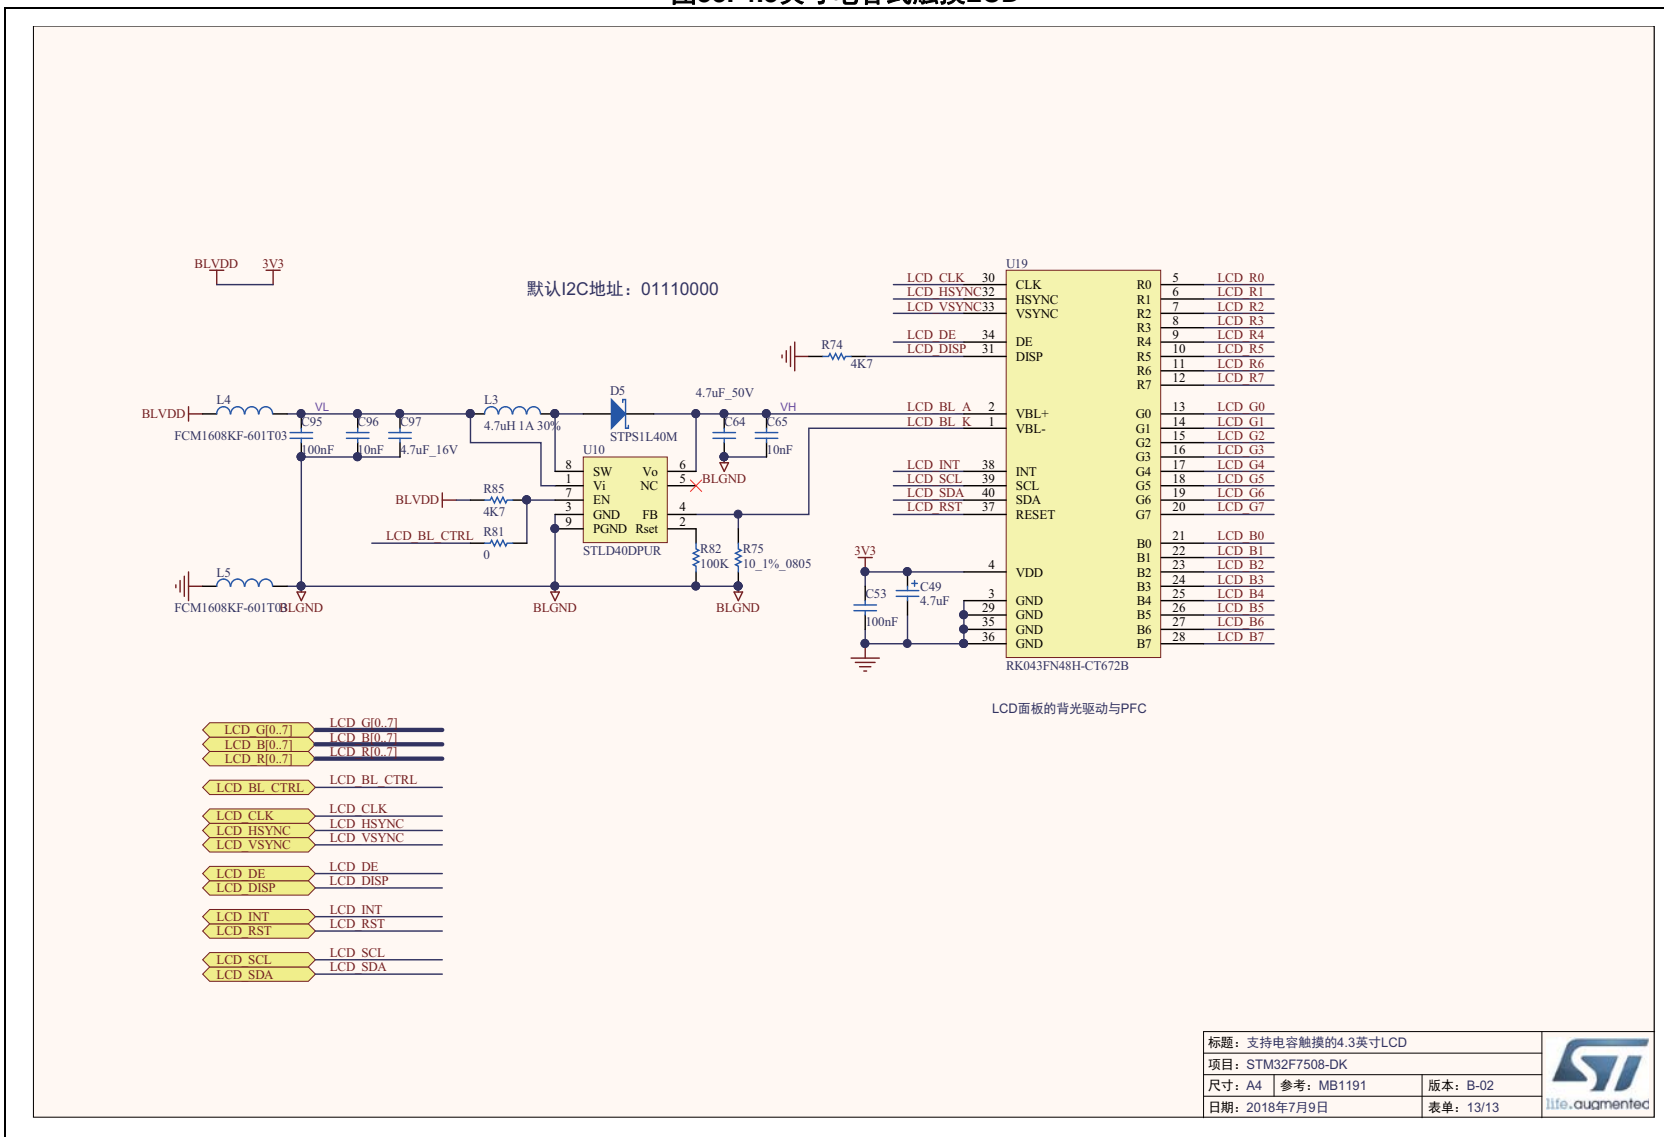 BLVDD 3V3
默认I2C地址：01110000
U19
LCD_CLK 30 CLK R0 5 LCD_R0
LCD_HSYNC 32 HSYNC R1 6 LCD_R1
LCD_VSYNC 33 VSYNC R2 7 LCD_R2
R3 8 LCD_R3
LCD_DE 34 DE R4 9 LCD_R4
LCD_DISP 31 DISP R5 10 LCD_R5
R6 11 LCD_R6
R7 12 LCD_R7
R74
4K7
LCD_BL_A 2 VBL+ G0 13 LCD_G0
LCD_BL_K 1 VBL- G1 14 LCD_G1
G2 15 LCD_G2
G3 16 LCD_G3
LCD_INT 38 INT G4 17 LCD_G4
LCD_SCL 39 SCL G5 18 LCD_G5
LCD_SDA 40 SDA G6 19 LCD_G6
LCD_RST 37 RESET G7 20 LCD_G7
B0 21 LCD_B0
B1 22 LCD_B1
3V3 4 VDD B2 23 LCD_B2
B3 24 LCD_B3
3 GND B4 25 LCD_B4
29 GND B5 26 LCD_B5
35 GND B6 27 LCD_B6
36 GND B7 28 LCD_B7
C53
100nF
C49
4.7uF
RK043FN48H-CT672B
LCD面板的背光驱动与PFC
BLVDD L4 VL
FCM1608KF-601T03
C95
100nF
C96
10nF
C97
4.7uF_16V
L3
4.7uH 1A 30%
D5
STPS1L40M
4.7uF_50V
C64
VH
C65
10nF
BLGND
U10
8 SW Vo 6
1 Vi NC 5
7 EN
3 GND FB 4
9 PGND Rset 2
STLD40DPUR
BLVDD R85
4K7
LCD_BL_CTRL R81
0
R82
100K
R75
10_1%_0805
L5
FCM1608KF-601T03
BLGND
BLGND
BLGND
LCD_G[0..7] LCD_G[0..7]
LCD_B[0..7] LCD_B[0..7]
LCD_R[0..7] LCD_R[0..7]
LCD_BL_CTRL LCD_BL_CTRL
LCD_CLK LCD_CLK
LCD_HSYNC LCD_HSYNC
LCD_VSYNC LCD_VSYNC
LCD_DE LCD_DE
LCD_DISP LCD_DISP
LCD_INT LCD_INT
LCD_RST LCD_RST
LCD_SCL LCD_SCL
LCD_SDA LCD_SDA
标题：支持电容触摸的4.3英寸LCD
项目：STM32F7508-DK
尺寸：A4 参考：MB1191 版本：B-02
日期：2018年7月9日 表单：13/13
ST
life.augmented